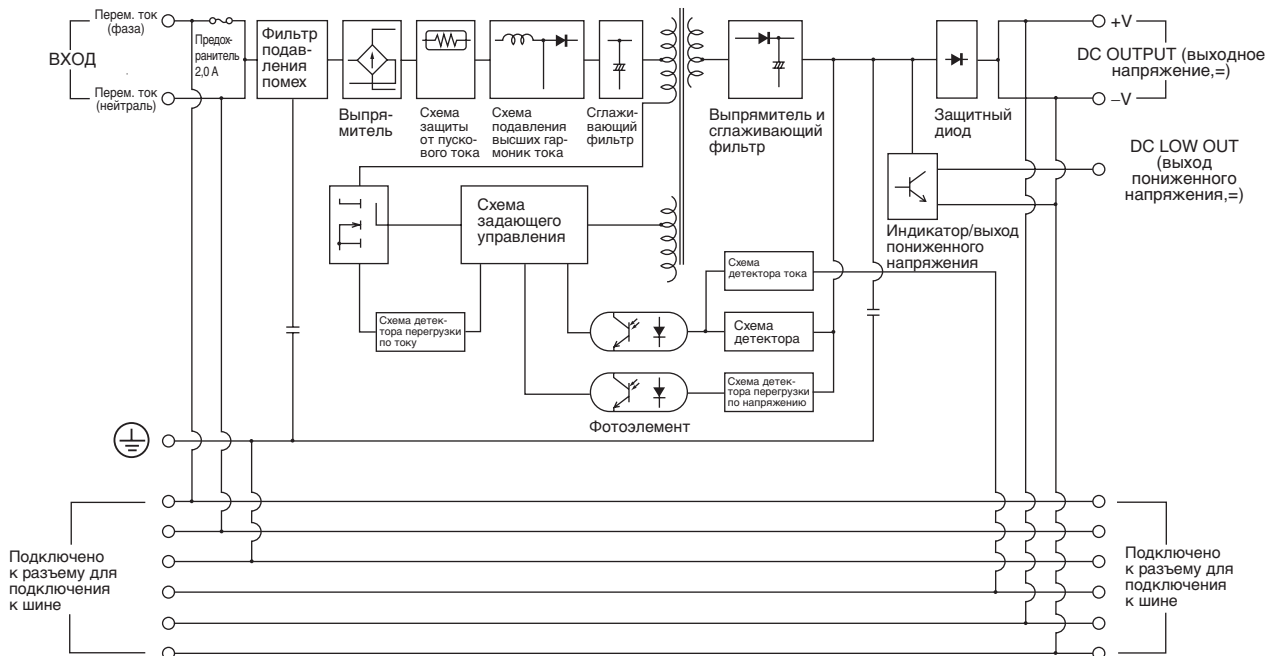 Перем. ток
(фаза)
ВХОД
Перем. ток
(нейтраль)
Предох-
ранитель
2,0 А
Фильтр
подав-
ления
помех
Выпря-
митель
Схема
защиты
от пуско-
вого тока
Схема
подавления
высших гар-
моник тока
Сглажи-
вающий
фильтр
Выпрямитель и
сглаживающий
фильтр
Защитный
диод
+V
DC OUTPUT (выходное
напряжение,=)
–V
DC LOW OUT
(выход
пониженного
напряжения,=)
Индикатор/выход
пониженного
напряжения
Схема
задающего
управления
Схема детек-
тора перегрузки
по току
Схема
детектора тока
Схема
детектора
Схема детек-
тора перегрузки
по напряжению
Фотоэлемент
Подключено
к разъему для
подключения
к шине
Подключено
к разъему для
подключения
к шине